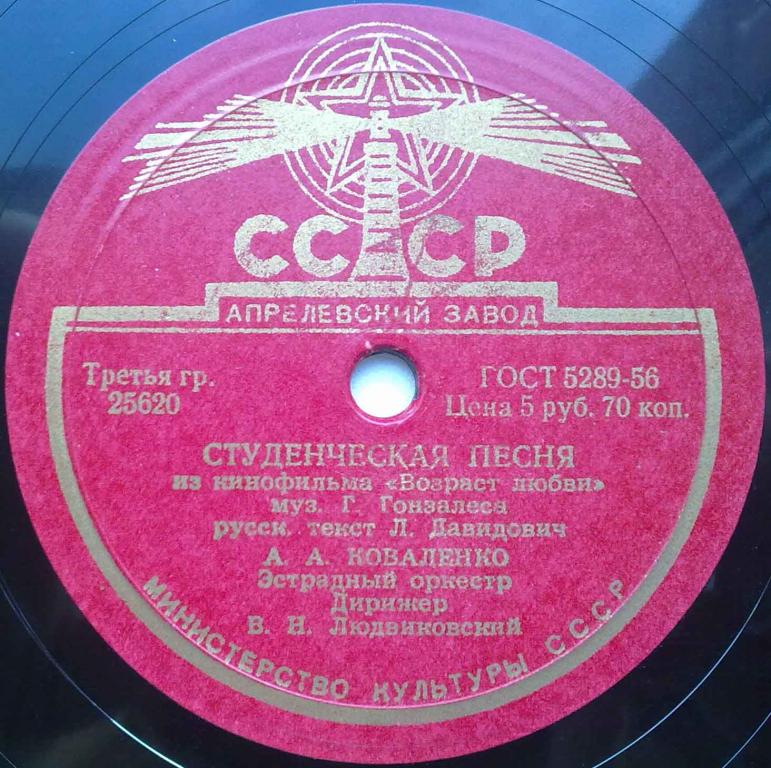 СССР
АПРЕЛЕВСКИЙ ЗАВОД
Третья гр.
25620
ГОСТ 5289-56
Цена 5 руб. 70 коп.
СТУДЕНЧЕСКАЯ ПЕСНЯ
из кинофильма «Возраст любви»
муз. Г. Гонзалеса
русск. текст Л. Давидович
А. А. КОВАЛЕНКО
Эстрадный оркестр
Дирижер
В. Н. Людвиковский
МИНИСТЕРСТВО КУЛЬТУРЫ СССР